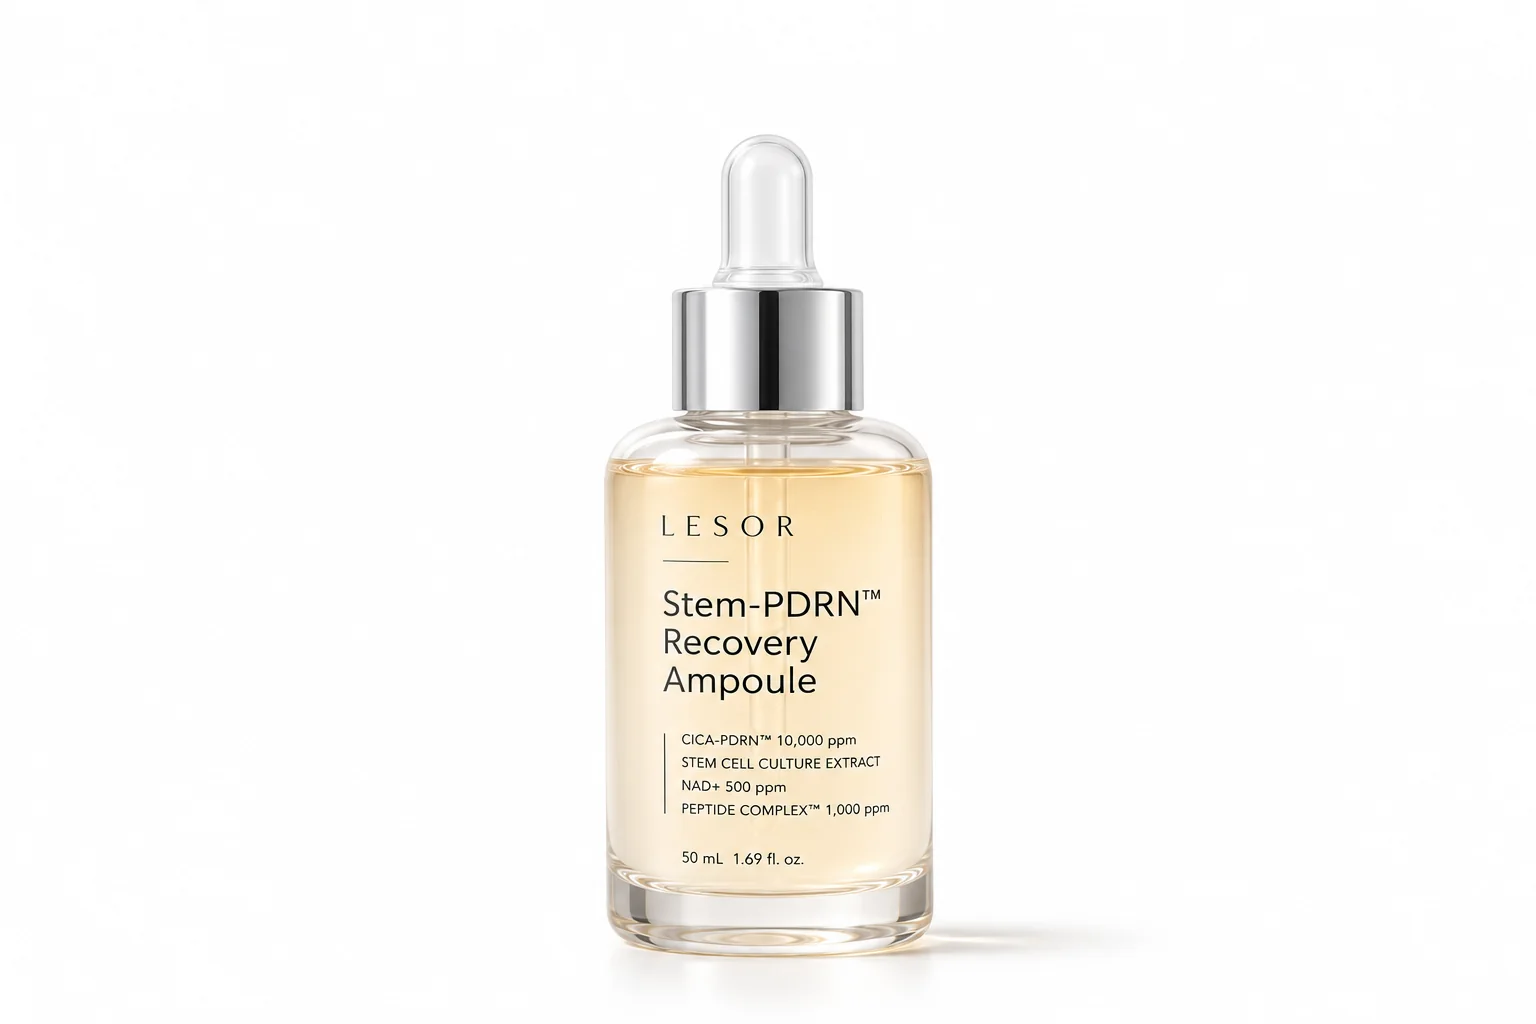 LESOR
Stem-PDRN™
Recovery
Ampoule
CICA-PDRN™ 10,000 ppm
STEM CELL CULTURE EXTRACT
NAD+ 500 ppm
PEPTIDE COMPLEX™ 1,000 ppm
50 mL 1.69 fl. oz.